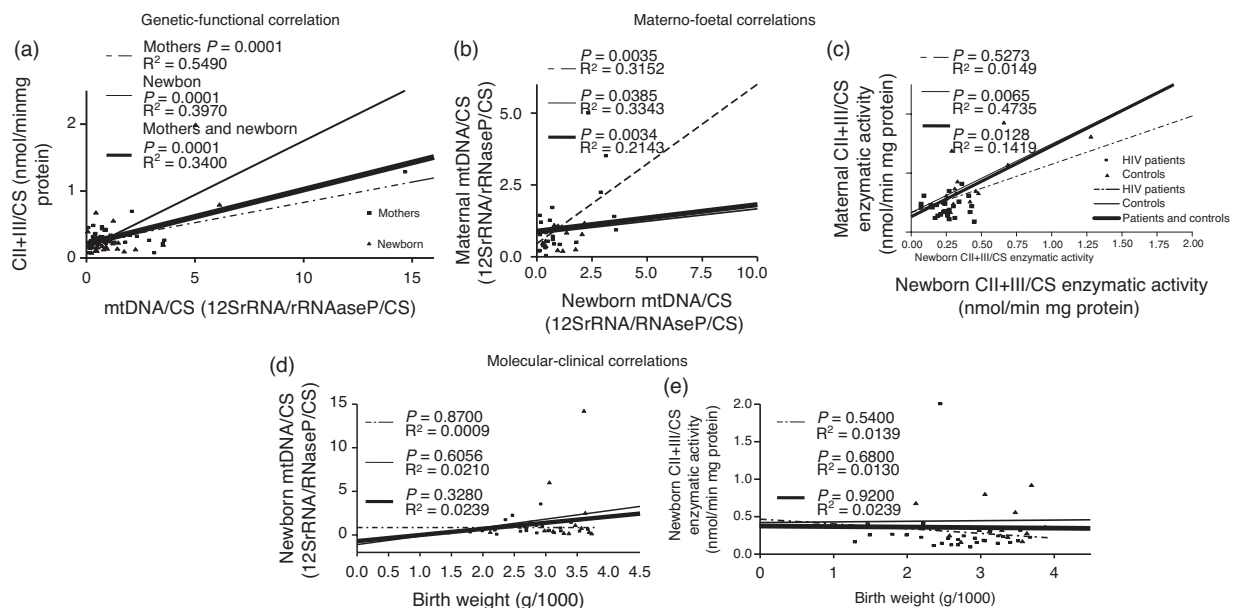 Genetic-functional correlation
Materno-foetal correlations
(a)
Mothers P = 0.0001
R² = 0.5490
Newbon
P = 0.0001
R² = 0.3970
Mothers and newborn
P = 0.0001
R² = 0.3400
CII+III/CS (nmol/minmg
protein)
2
1
0
0
5
10
15
Mothers
Newborn
mtDNA/CS (12SrRNA/rRNAaseP/CS)
(b)
P = 0.0035
R² = 0.3152
P = 0.0385
R² = 0.3343
P = 0.0034
R² = 0.2143
Maternal mtDNA/CS
(12SrRNA/rRNaseP/CS)
5.0
2.5
0.0
0.0
2.5
5.0
7.5
10.0
Newborn mtDNA/CS
(12SrRNA/RNAseP/CS)
(c)
P = 0.5273
R² = 0.0149
P = 0.0065
R² = 0.4735
P = 0.0128
R² = 0.1419
Maternal CII+III/CS
enzymatic activity
(nmol/min mg protein)
HIV patients
Controls
HIV patients
Controls
Patients and controls
0.00
0.25
0.50
0.75
1.00
1.25
1.50
1.75
2.00
Newborn CII+III/CS enzymatic activity
Newborn CII+III/CS enzymatic activity
(nmol/min mg protein)
Molecular-clinical correlations
(d)
P = 0.8700
R² = 0.0009
P = 0.6056
R² = 0.0210
P = 0.3280
R² = 0.0239
Newborn mtDNA/CS
(12SrRNA/RNaseP/CS)
15
10
5
0
0.0
0.5
1.0
1.5
2.0
2.5
3.0
3.5
4.0
4.5
Birth weight (g/1000)
(e)
P = 0.5400
R² = 0.0139
P = 0.6800
R² = 0.0130
P = 0.9200
R² = 0.0239
Newborn CII+III/CS
enzymatic activity
(nmol/min mg protein)
2.0
1.5
1.0
0.5
0.0
0
1
2
3
4
Birth weight (g/1000)